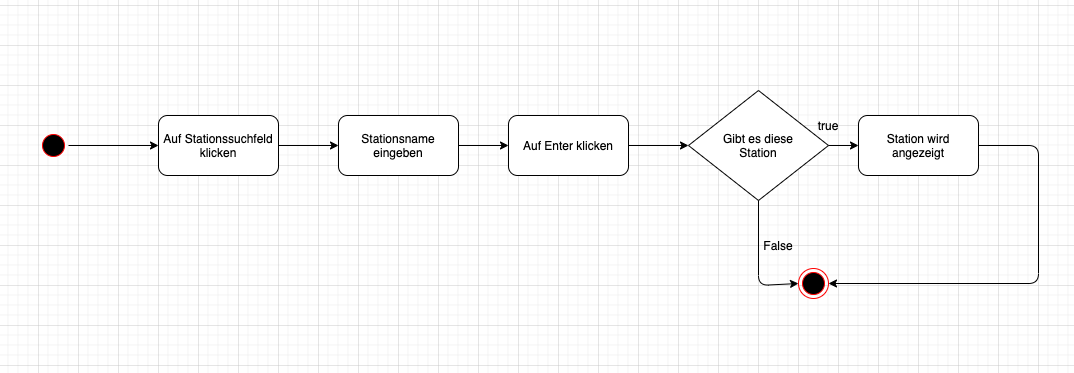 Auf Stationssuchfeld
klicken
Stationsname
eingeben
Auf Enter klicken
Gibt es diese
Station
true
Station wird
angezeigt
False